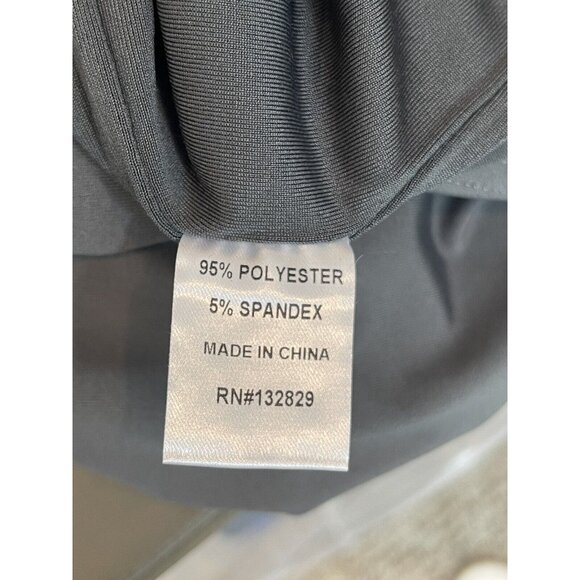 95% POLYESTER
5% SPANDEX
MADE IN CHINA
RN#132829